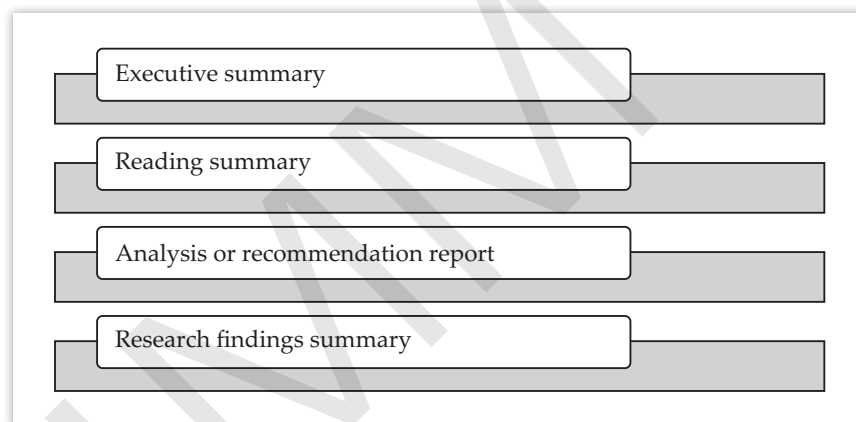 Executive summary
Reading summary
Analysis or recommendation report
Research findings summary